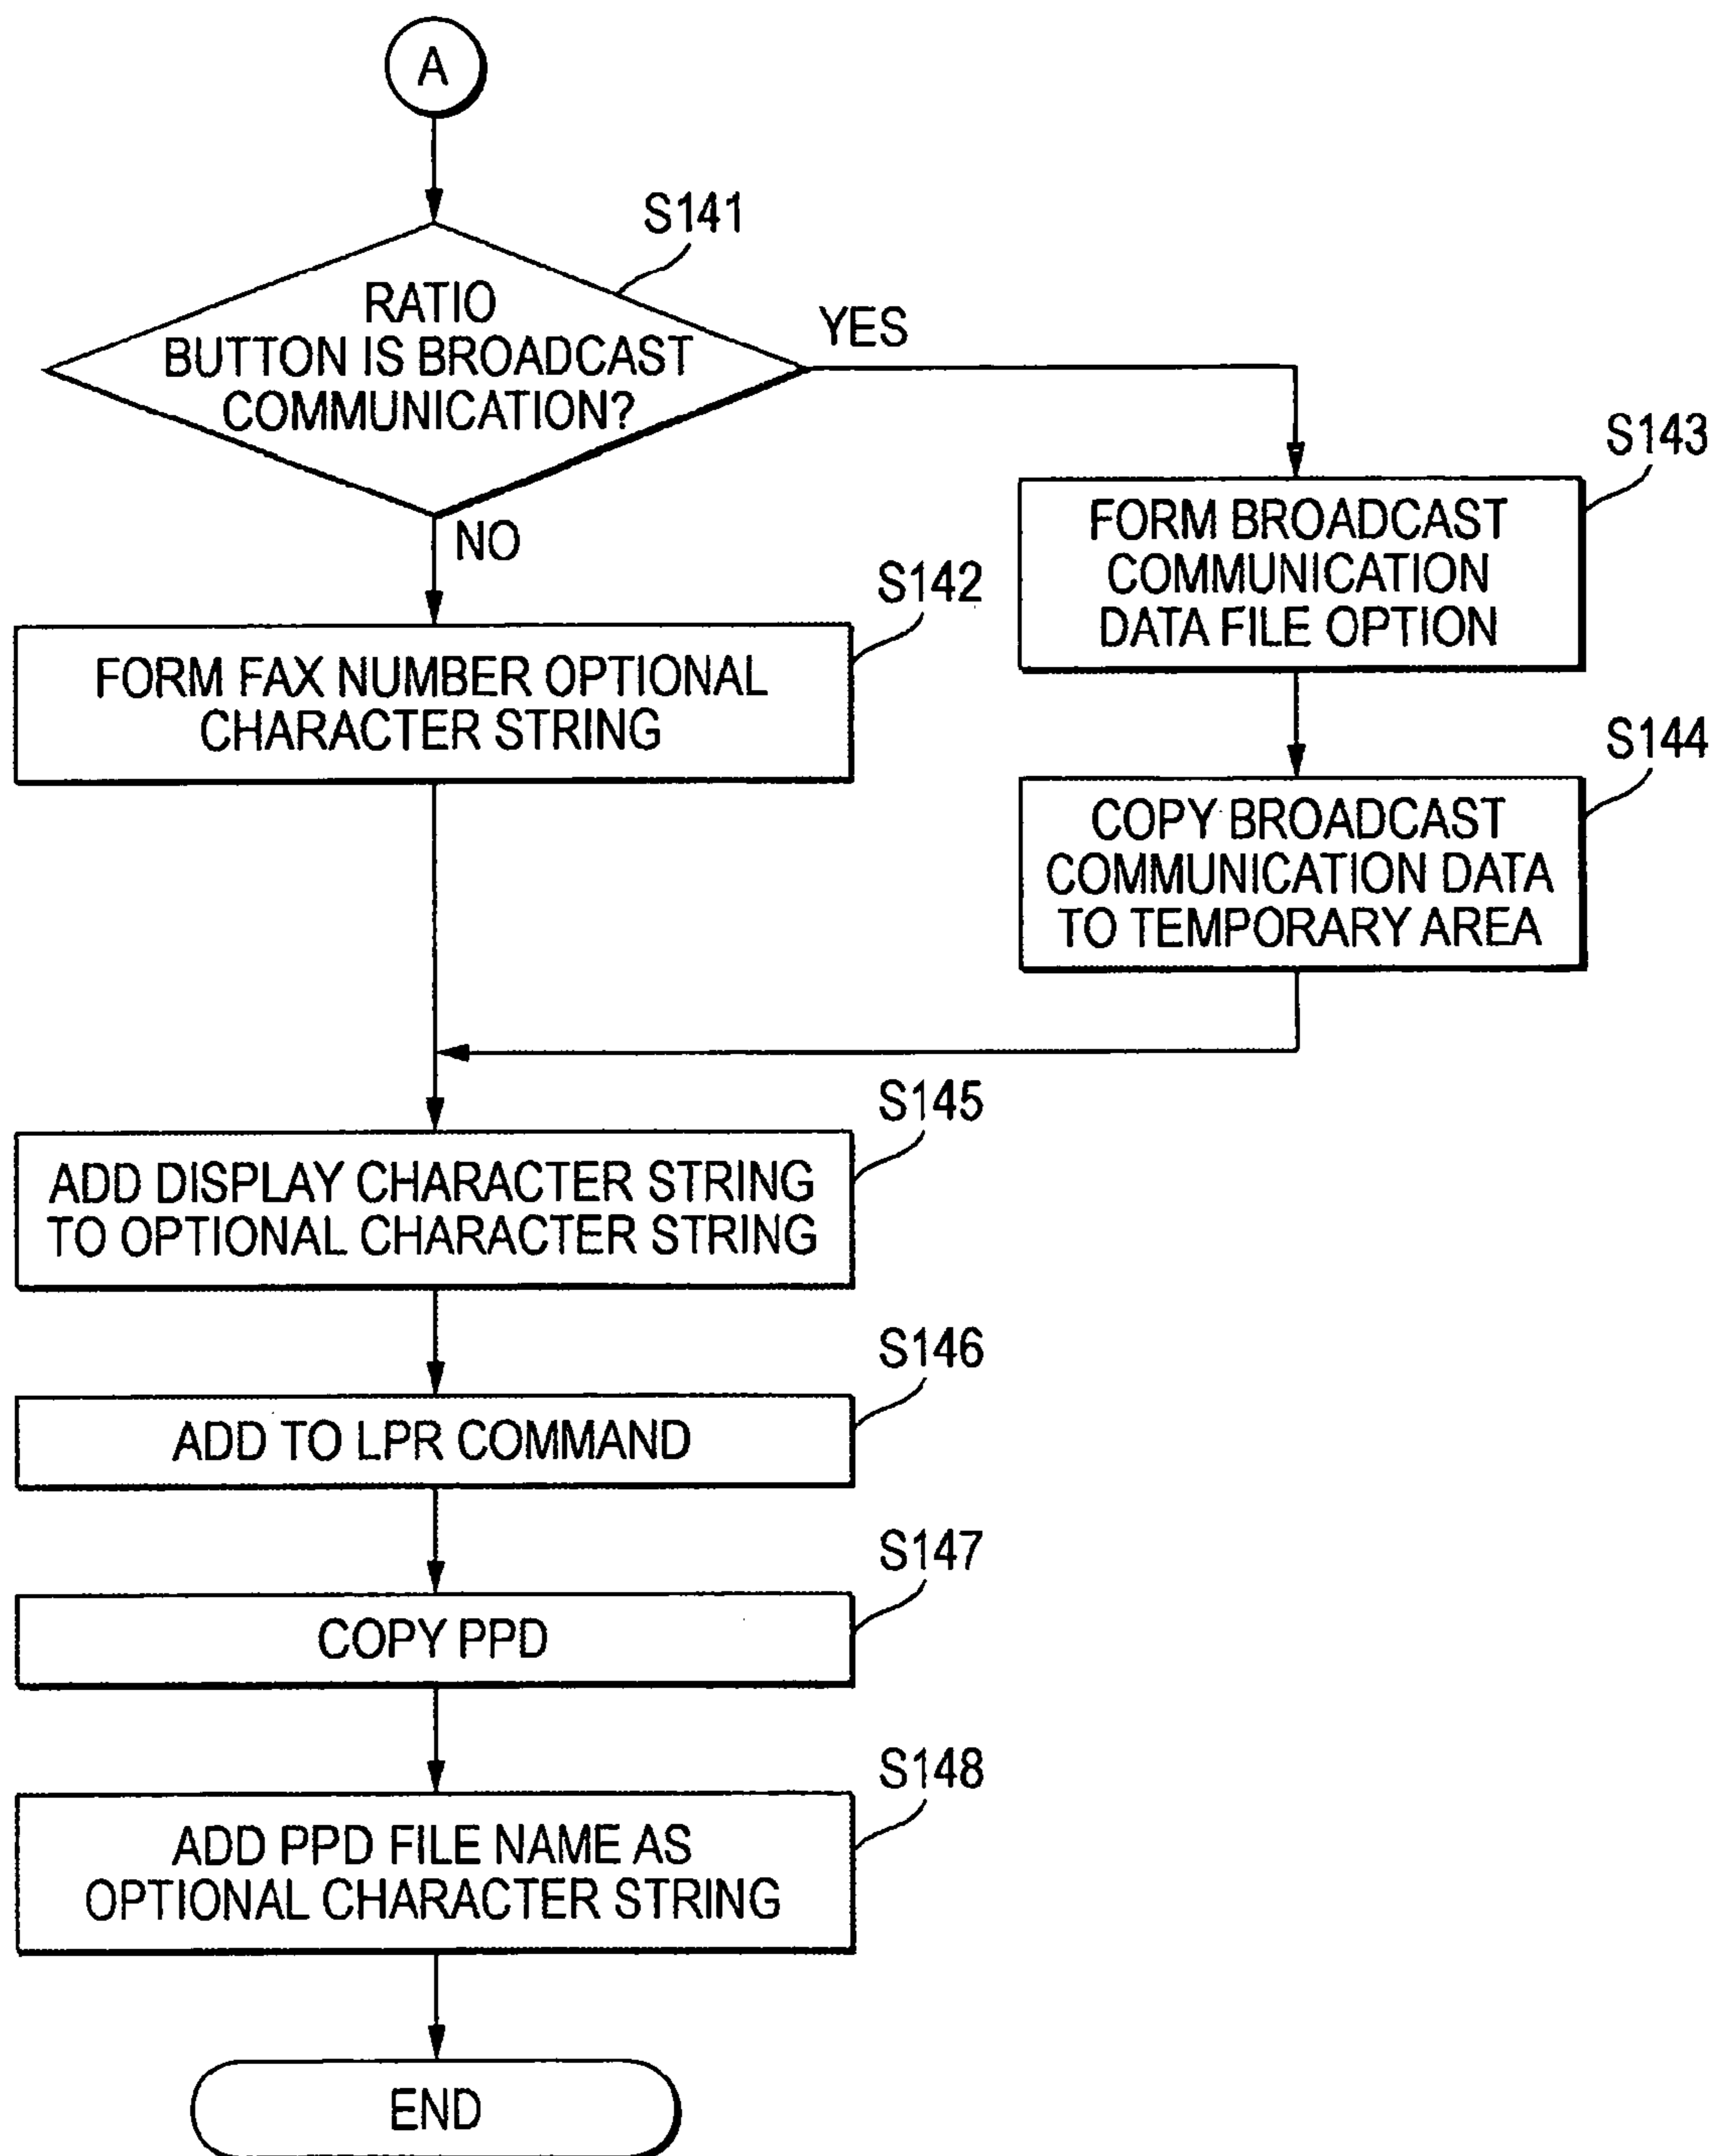 A
S141
RATIO
BUTTON IS BROADCAST
COMMUNICATION?
YES
NO
S143
FORM BROADCAST
COMMUNICATION
DATA FILE OPTION
S142
FORM FAX NUMBER OPTIONAL
CHARACTER STRING
S144
COPY BROADCAST
COMMUNICATION DATA
TO TEMPORARY AREA
S145
ADD DISPLAY CHARACTER STRING
TO OPTIONAL CHARACTER STRING
S146
ADD TO LPR COMMAND
S147
COPY PPD
S148
ADD PPD FILE NAME AS
OPTIONAL CHARACTER STRING
END